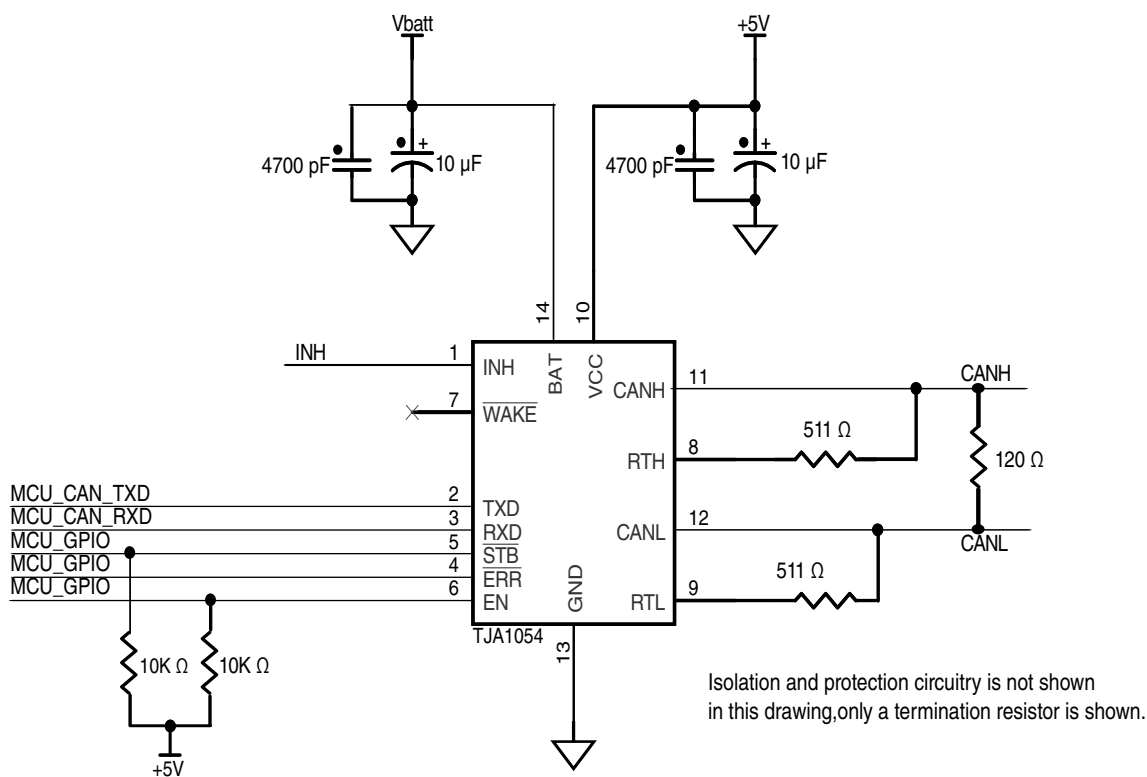 Vbatt
+5V
4700 pF
+
10 µF
4700 pF
+
10 µF
14
10
INH
1
INH
BAT
VCC
7
WAKE
CANH
11
CANH
RTH
8
511 Ω
120 Ω
MCU_CAN_TXD
2
TXD
MCU_CAN_RXD
3
RXD
MCU_GPIO
5
STB
MCU_GPIO
4
ERR
MCU_GPIO
6
EN
CANL
12
CANL
GND
RTL
9
511 Ω
TJA1054
13
10K Ω
10K Ω
+5V
Isolation and protection circuitry is not shown
in this drawing,only a termination resistor is shown.